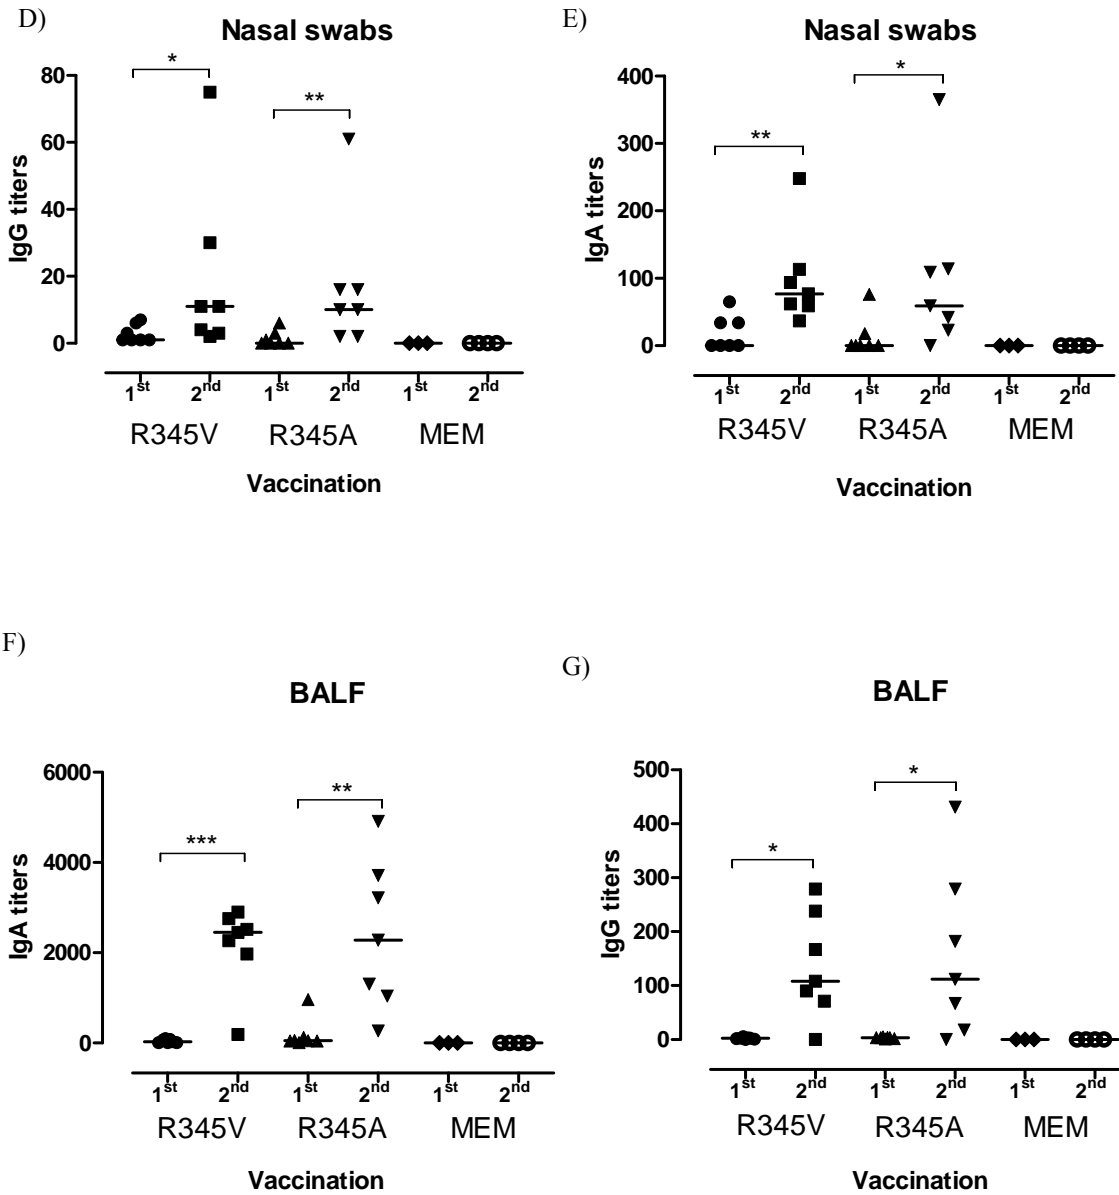 D)
Nasal swabs
IgG titers
80
60
40
20
0
*
**
1st 2nd 1st 2nd 1st 2nd
R345V R345A MEM
Vaccination
E)
Nasal swabs
IgA titers
400
300
200
100
0
**
*
1st 2nd 1st 2nd 1st 2nd
R345V R345A MEM
Vaccination
F)
BALF
IgA titers
6000
4000
2000
0
***
**
1st 2nd 1st 2nd 1st 2nd
R345V R345A MEM
Vaccination
G)
BALF
IgG titers
500
400
300
200
100
0
*
*
1st 2nd 1st 2nd 1st 2nd
R345V R345A MEM
Vaccination